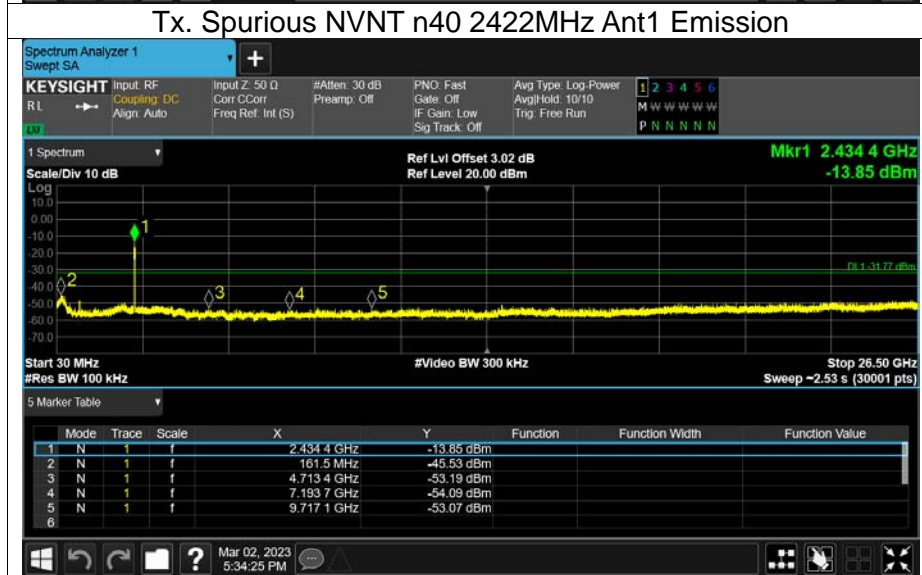 Tx. Spurious NVNT n40 2422MHz Ant1 Emission
Spectrum Analyzer 1
Swept SA
+
KEYSIGHT Input: RF Input Z: 50 Ω #Atten: 30 dB PNO: Fast Avg Type: Log-Power 1 2 3 4 5 6
R L Coupling: DC Corr CCorr Preamp: Off Gate: Off Avg|Hold: 10/10 M W W W W W
Align: Auto Freq Ref: Int (S) IF Gain: Low Trig: Free Run
LXI Sig Track: Off P N N N N N
1 Spectrum Ref Lvl Offset 3.02 dB Mkr1 2.434 4 GHz
Scale/Div 10 dB Ref Level 20.00 dBm -13.85 dBm
Log
10.0
0.00
1
-10.0
-20.0
-30.0 DL1 -31.77 dBm
2
-40.0
3 4 5
-50.0
-60.0
-70.0
Start 30 MHz #Video BW 300 kHz Stop 26.50 GHz
#Res BW 100 kHz Sweep ~2.53 s (30001 pts)
5 Marker Table
Mode Trace Scale X Y Function Function Width Function Value
1 N 1 f 2.434 4 GHz -13.85 dBm
2 N 1 f 161.5 MHz -45.53 dBm
3 N 1 f 4.713 4 GHz -53.19 dBm
4 N 1 f 7.193 7 GHz -54.09 dBm
5 N 1 f 9.717 1 GHz -53.07 dBm
6
? Mar 02, 2023
5:34:25 PM